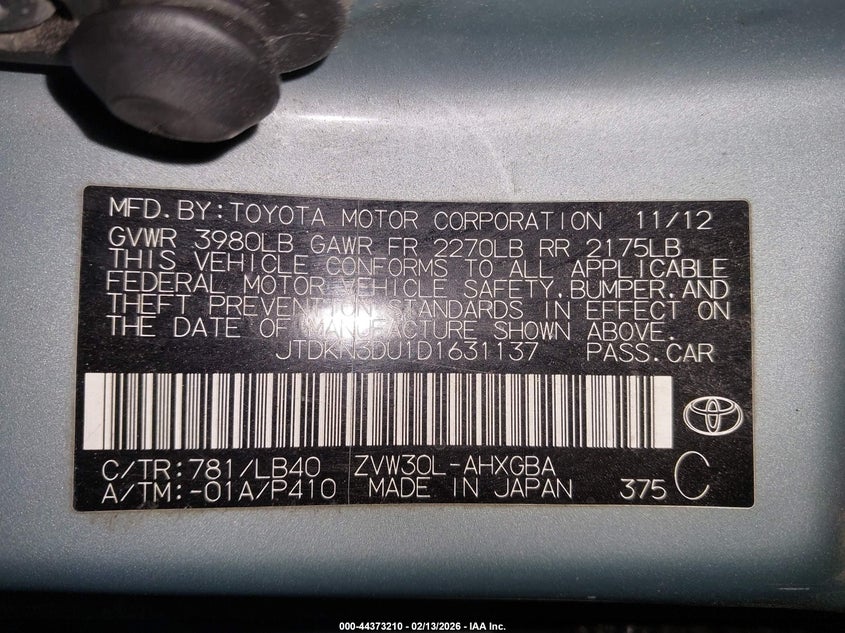 MFD.BY:TOYOTA MOTOR CORPORATION 11/12
GVWR 3980LB GAWR FR 2270LB RR 2175LB
THIS VEHICLE CONFORMS TO ALL APPLICABLE
FEDERAL MOTOR VEHICLE SAFETY,BUMPER,AND
THEFT PREVENTION STANDARDS IN EFFECT ON
THE DATE OF MANUFACTURE SHOWN ABOVE.
JTDKN3DU1D1631137 PASS.CAR
C/TR:781/LB40 ZVW30L-AHXGBA
A/TM:-01A/P410 MADE IN JAPAN 375 C
000-44373210 - 02/13/2026 - IAA Inc.